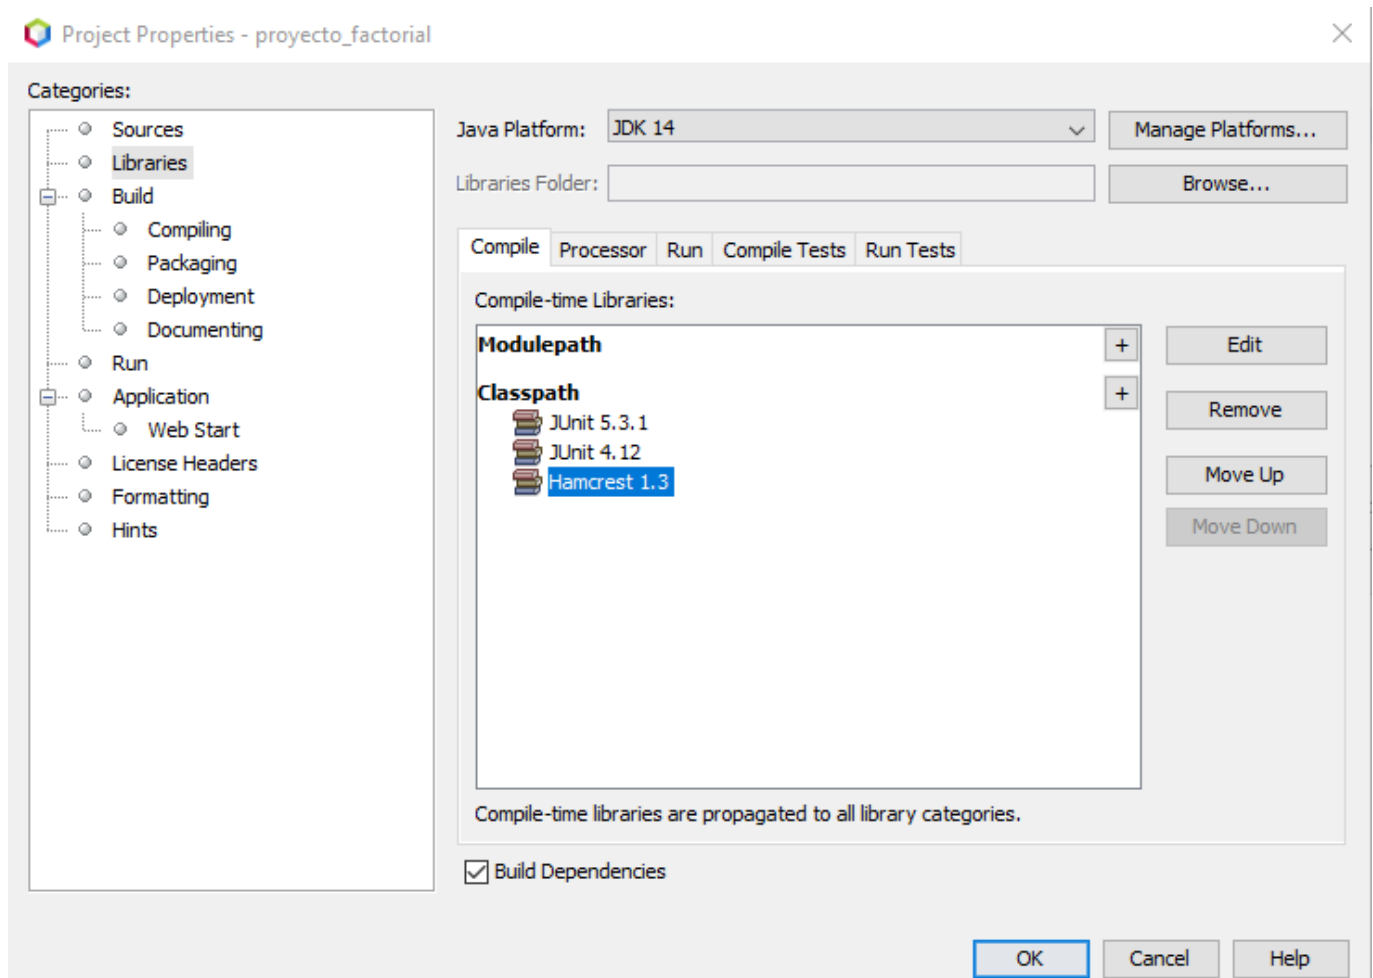 Project Properties - proyecto_factorial
Categories:
Sources
Libraries
Build
Compiling
Packaging
Deployment
Documenting
Run
Application
Web Start
License Headers
Formatting
Hints
Java Platform: JDK 14 Manage Platforms...
Libraries Folder: Browse...
Compile Processor Run Compile Tests Run Tests
Compile-time Libraries:
Modulepath +
Classpath +
JUnit 5.3.1
JUnit 4.12
Hamcrest 1.3
Edit
Remove
Move Up
Move Down
Compile-time libraries are propagated to all library categories.
Build Dependencies
OK Cancel Help